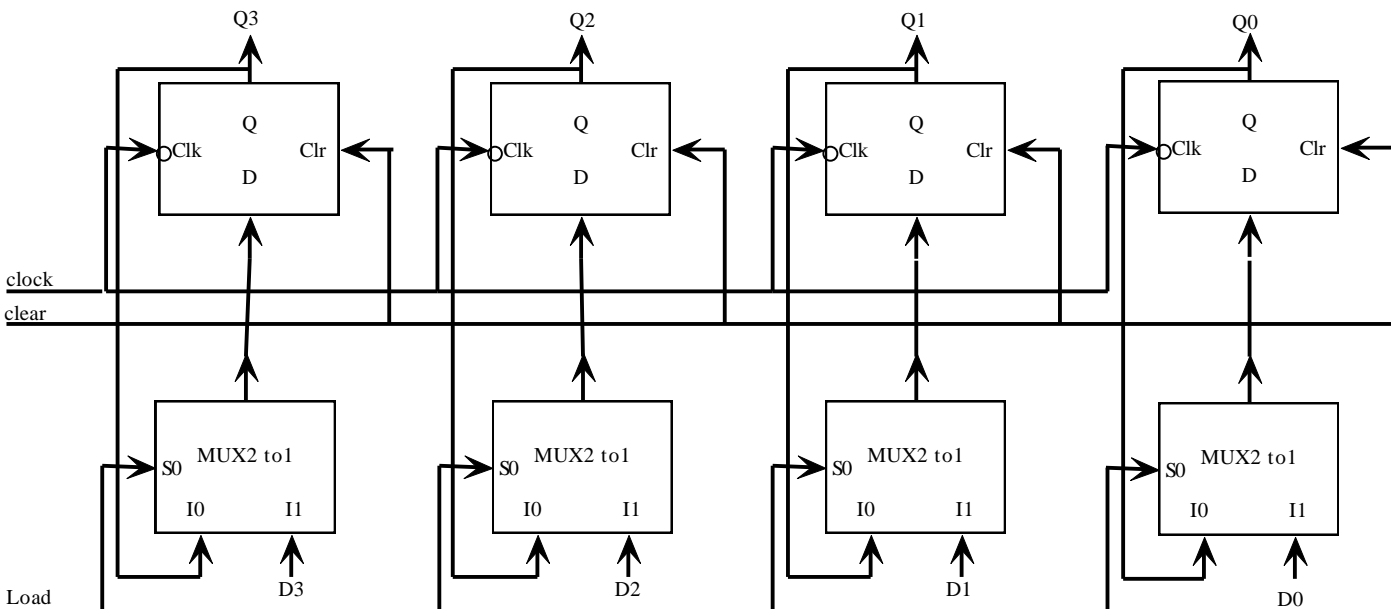 Q3 Q2 Q1 Q0
Q Q Q Q
Clk Clr Clk Clr Clk Clr Clk Clr
D D D D
clock
clear
MUX2 to1 MUX2 to1 MUX2 to1 MUX2 to1
S0 S0 S0 S0
I0 I1 I0 I1 I0 I1 I0 I1
D3 D2 D1 D0
Load